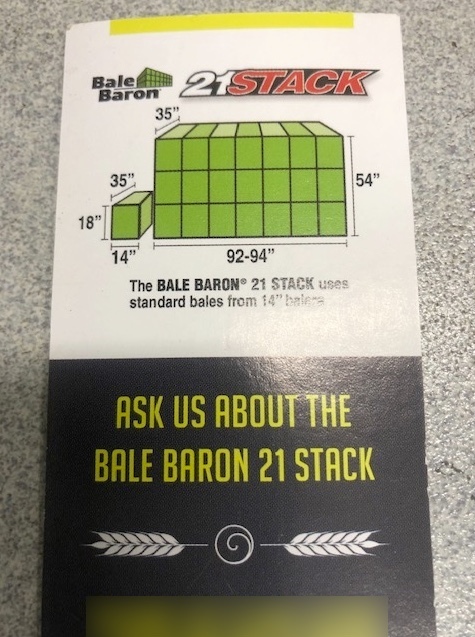 Bale
Baron
21STACK
35"
35"
54"
18"
14"
92-94"
The BALE BARON® 21 STACK uses
standard bales from 14" balers
ASK US ABOUT THE
BALE BARON 21 STACK